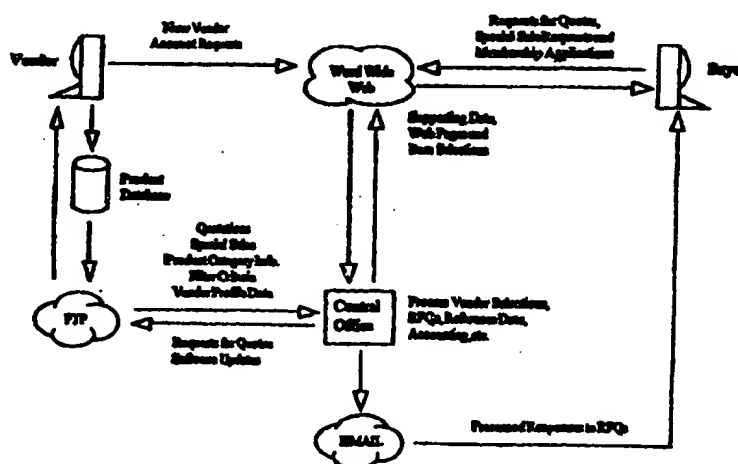 New Vendor
Account Requests
Requests for Quotes,
Special Sale Requests and
Membership Applications
Vendor
World Wide
Web
Buye
Supporting Data,
Web Pages and
Item Selections
Product
Database
Quotations
Special Sales
Product Category Info.
Filter Criteria
Vendor Profile Data
FTP
Central
Office
Process Vendor Selections,
RFQs, Reference Data,
Accounting, etc.
Requests for Quotes
Software Updates
EMAIL
Processed Responses to RFQs